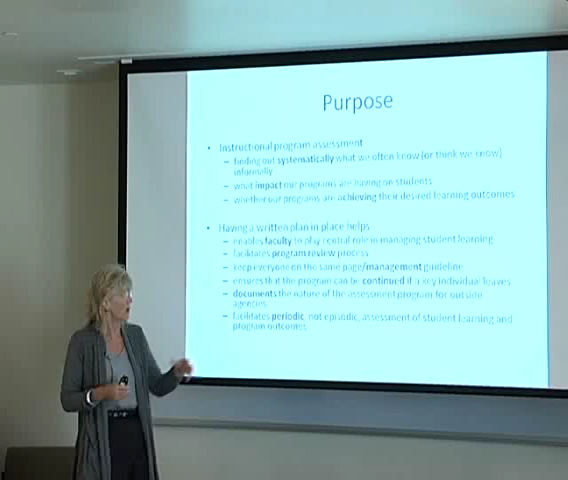 Purpose
• Instructional program assessment
– finding out systematically what we often know (or think we know)
informally
– what impact our programs are having on students
– whether our programs are achieving their desired learning outcomes
• Having a written plan in place helps
– enables faculty to play central role in managing student learning
– facilitates program review process
– keep everyone on the same page/management guideline
– ensures that the program can be continued if a key individual leaves
– documents the nature of the assessment program for outside
agencies
– facilitates periodic, not episodic, assessment of student learning and
program outcomes